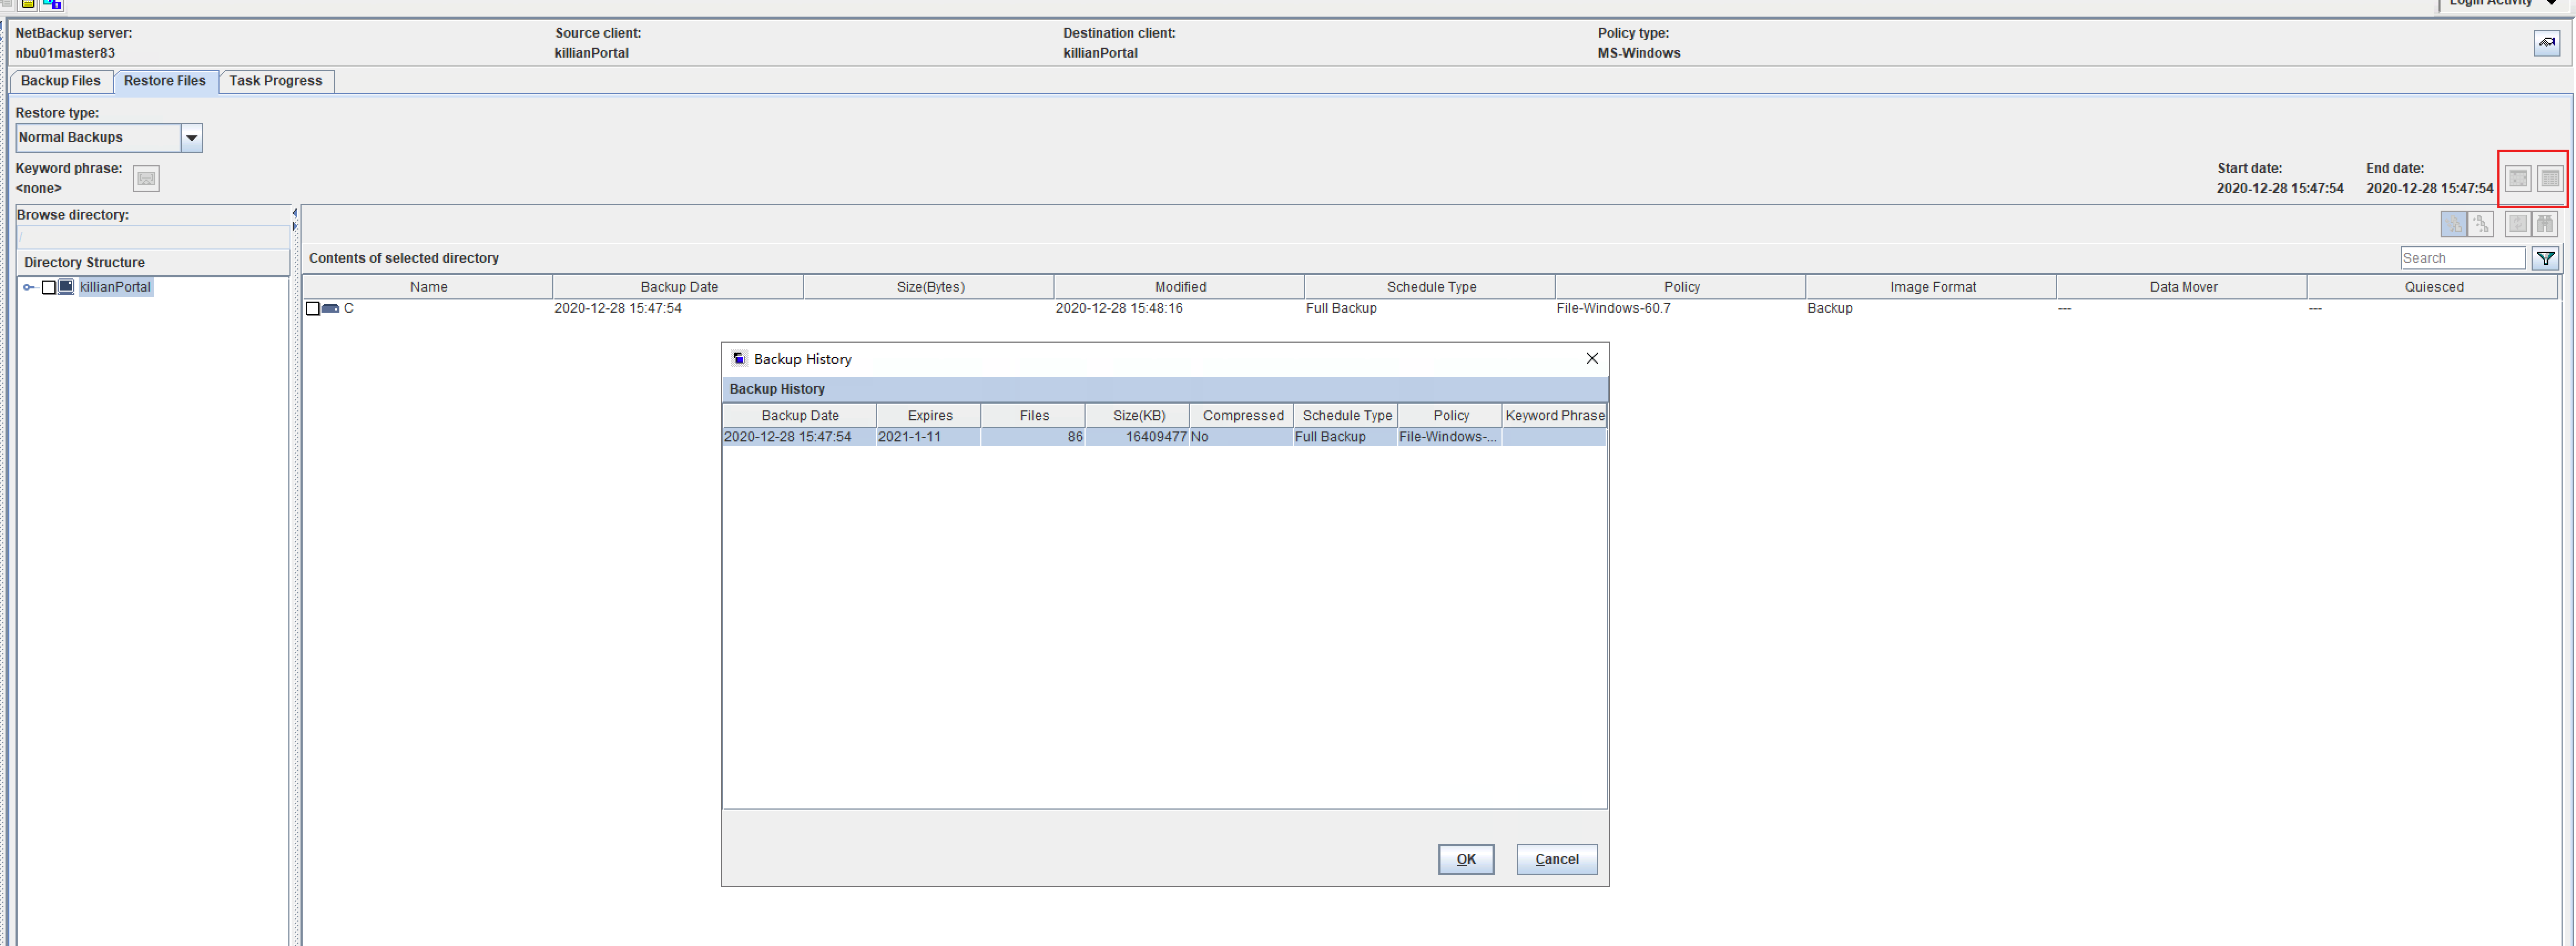 Login Activity
NetBackup server:
nbu01master83
Source client:
killianPortal
Destination client:
killianPortal
Policy type:
MS-Windows
Backup Files
Restore Files
Task Progress
Restore type:
Normal Backups
Keyword phrase:
<none>
Start date:
2020-12-28 15:47:54
End date:
2020-12-28 15:47:54
Browse directory:
/
Directory Structure
killianPortal
Contents of selected directory
Search
Name Backup Date Size(Bytes) Modified Schedule Type Policy Image Format Data Mover Quiesced
C 2020-12-28 15:47:54 2020-12-28 15:48:16 Full Backup File-Windows-60.7 Backup --- ---
Backup History
Backup History
Backup Date Expires Files Size(KB) Compressed Schedule Type Policy Keyword Phrase
2020-12-28 15:47:54 2021-1-11 86 16409477 No Full Backup File-Windows-...
OK
Cancel